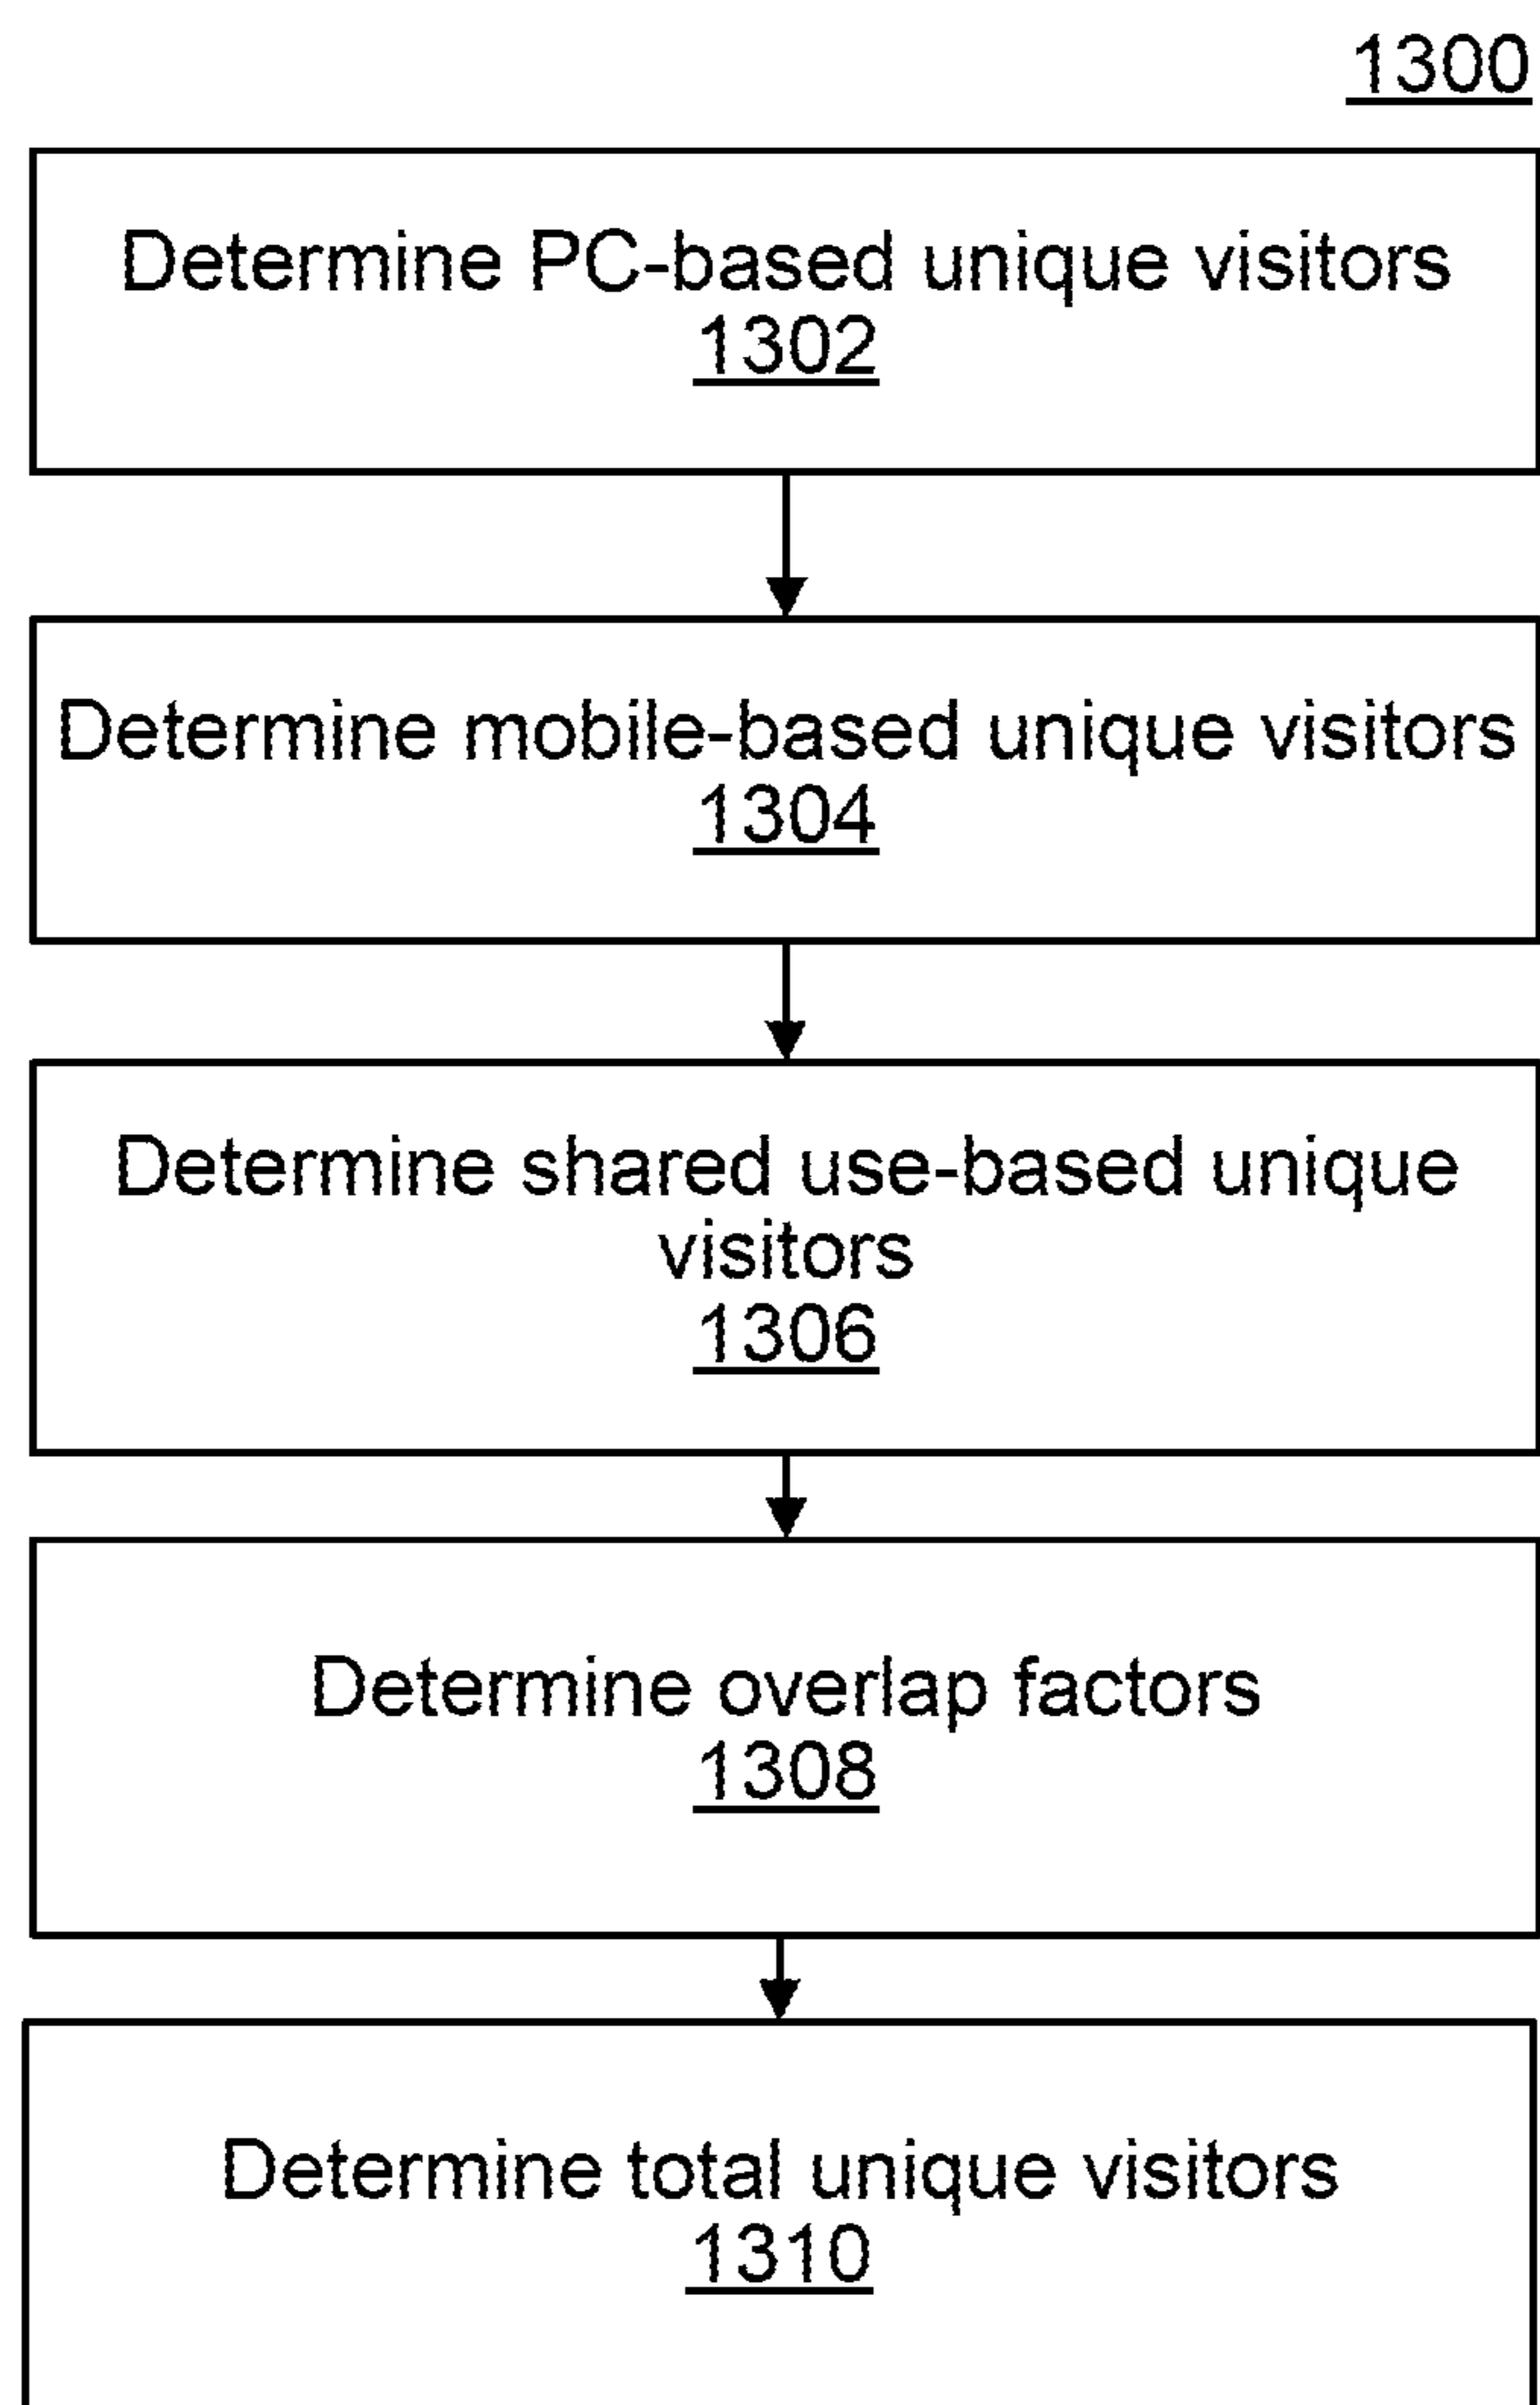 1300
Determine PC-based unique visitors
1302
Determine mobile-based unique visitors
1304
Determine shared use-based unique
visitors
1306
Determine overlap factors
1308
Determine total unique visitors
1310